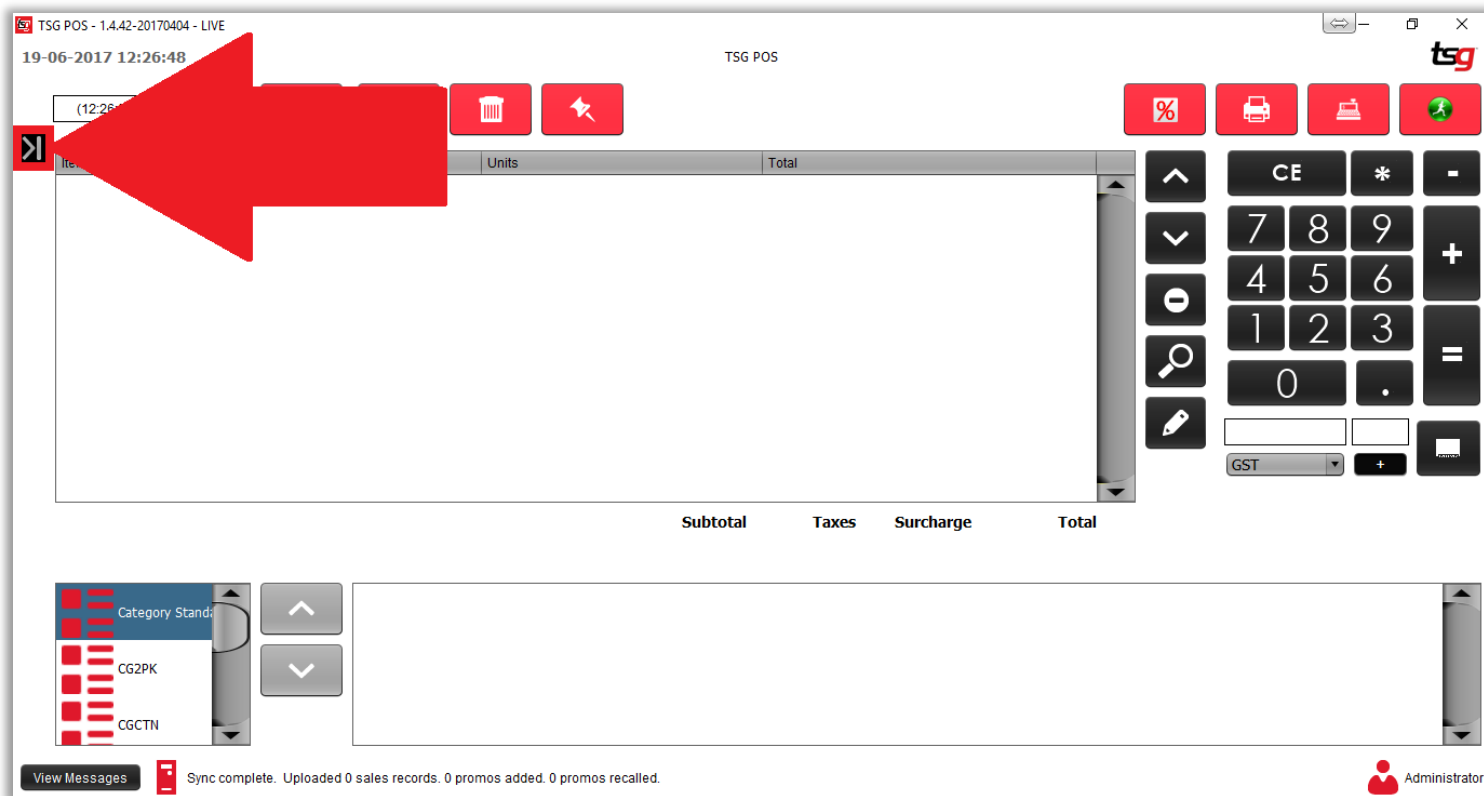 TSG POS - 1.4.42-20170404 - LIVE
19-06-2017 12:26:48
TSG POS
tsg
%
Units
Total
CE
*
-
7
8
9
+
4
5
6
1
2
3
=
0
.
GST
+
Subtotal
Taxes
Surcharge
Total
Category Standa
CG2PK
CGCTN
View Messages
Sync complete. Uploaded 0 sales records. 0 promos added. 0 promos recalled.
Administrator